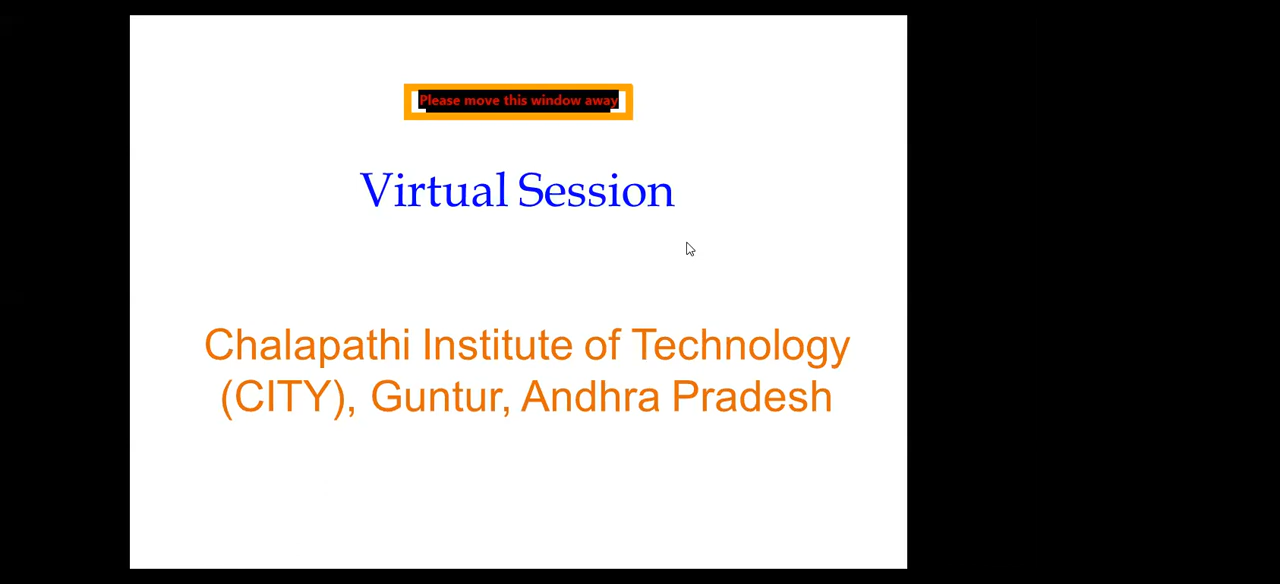 Please move this window away
Virtual Session
Chalapathi Institute of Technology
(CITY), Guntur, Andhra Pradesh